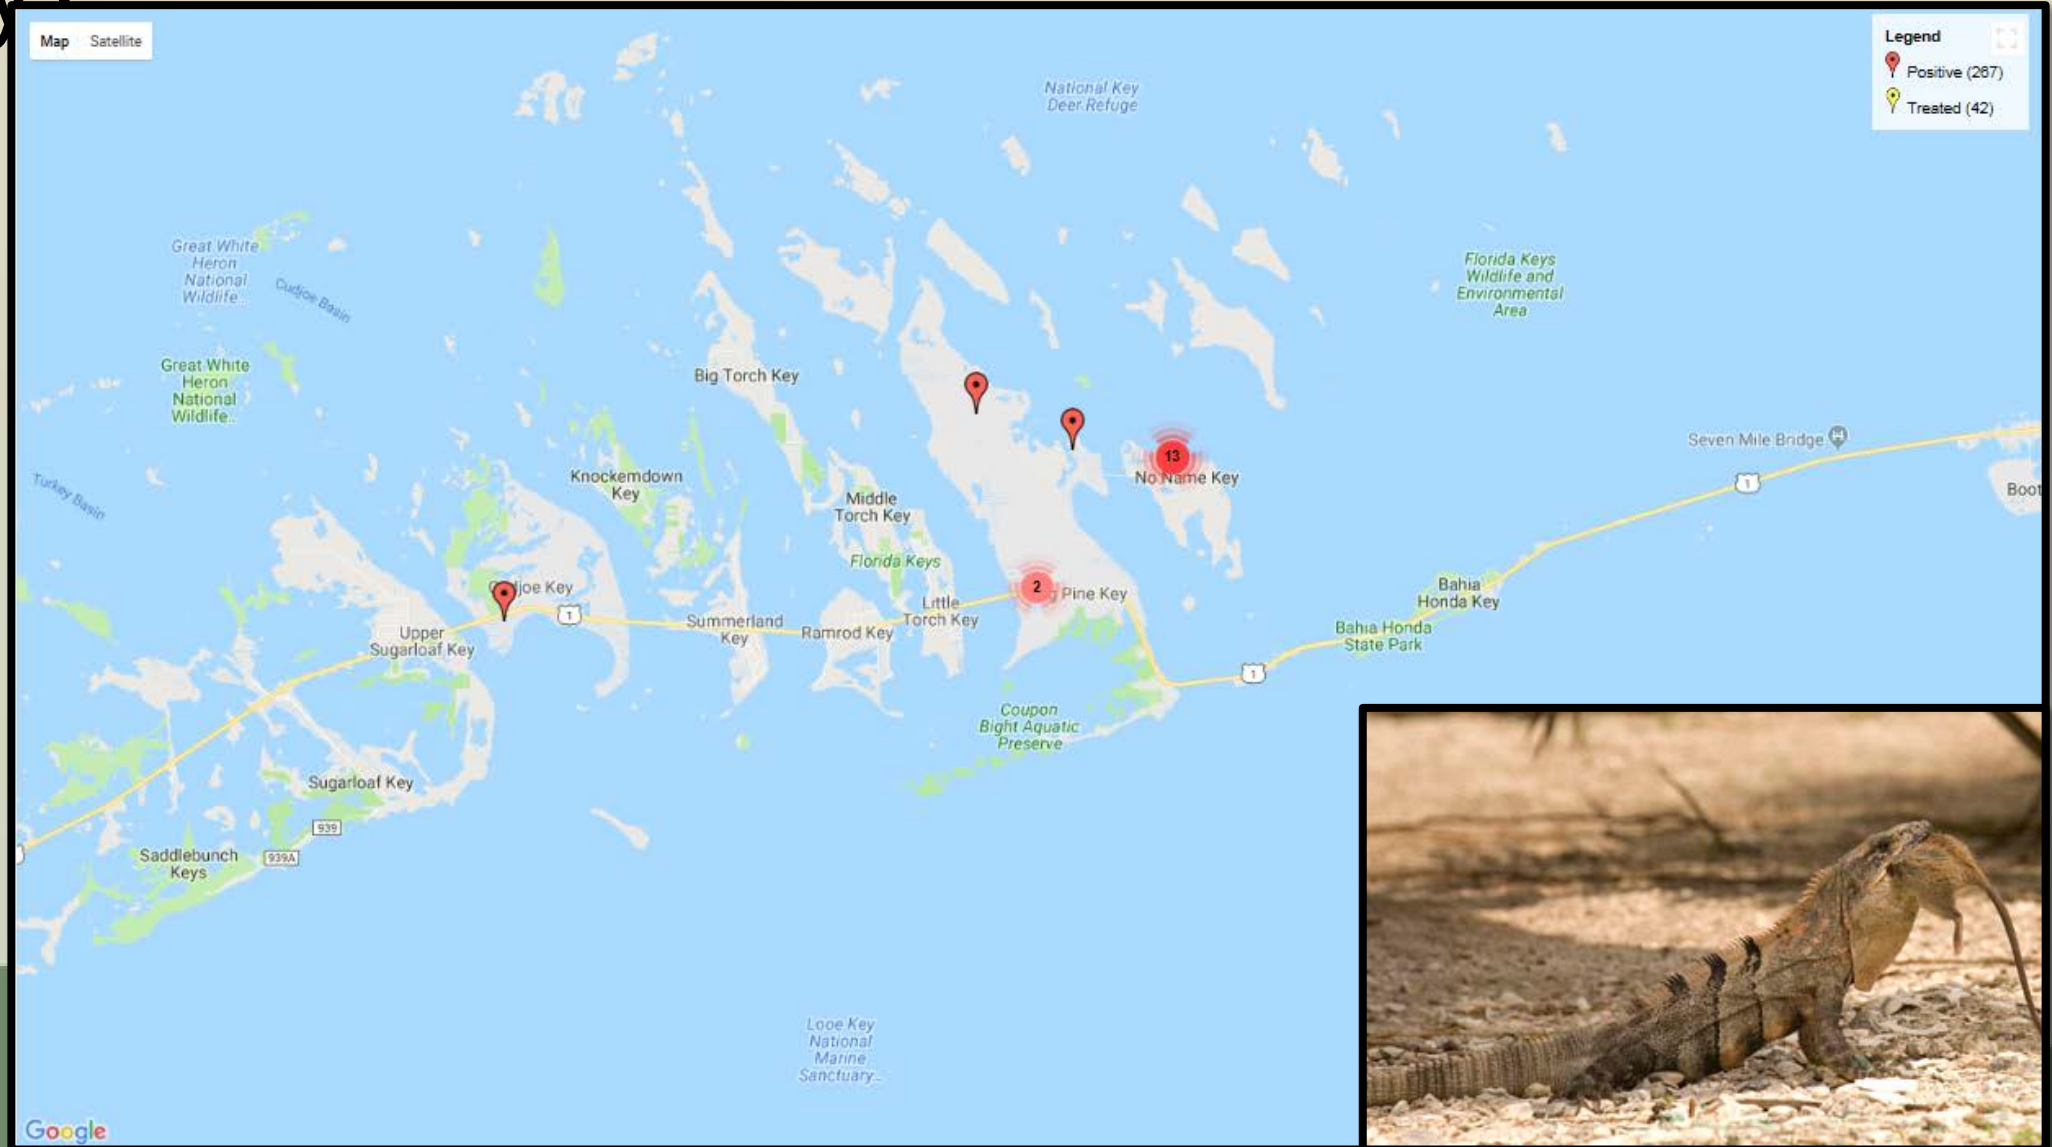 Map Satellite
Legend
Positive (267)
Treated (42)
National Key
Deer Refuge
Great White
Heron
National
Wildlife...
Cudjoe Basin
Florida Keys
Wildlife and
Environmental
Area
Great White
Heron
National
Wildlife...
Big Torch Key
Turkey Basin
Knockemdown
Key
Middle
Torch Key
13
No Name Key
Seven Mile Bridge
1
Boot
Florida Keys
joe Key
1
2
Pine Key
Little
Torch Key
Bahia
Honda Key
Upper
Sugarloaf Key
Summerland
Key
Ramrod Key
Bahia Honda
State Park
1
Coupon
Bight Aquatic
Preserve
Sugarloaf Key
939
Saddlebunch
Keys
939A
Looe Key
National
Marine
Sanctuary...
Google